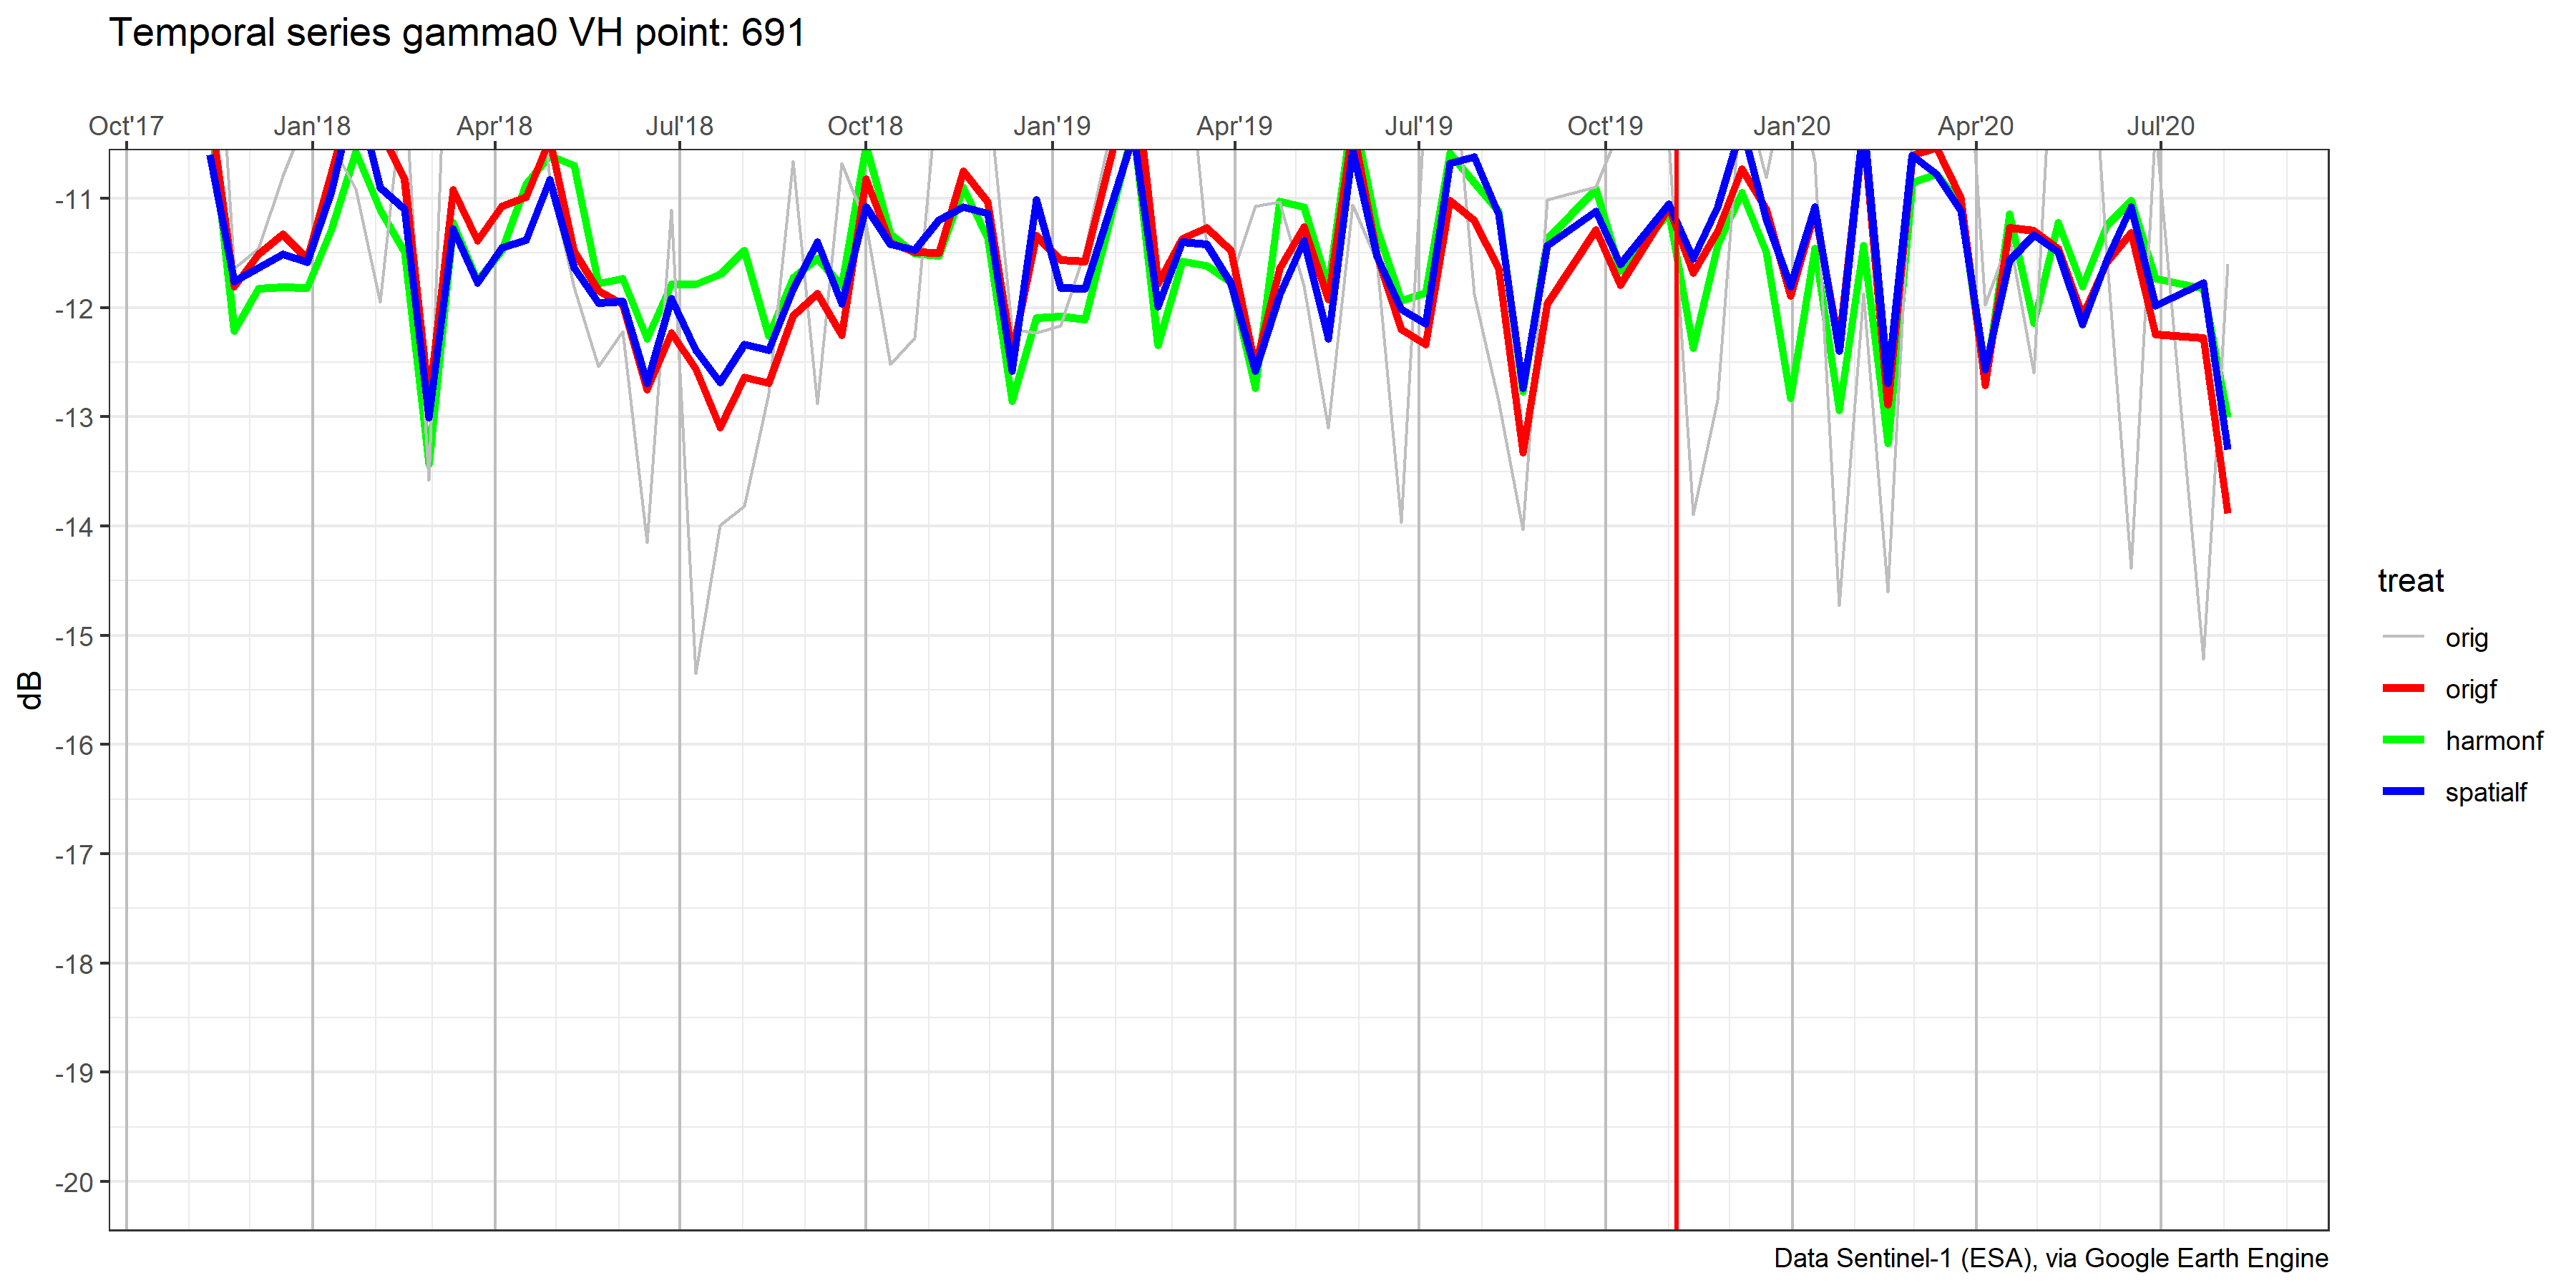 Temporal series gamma0 VH point: 691
Oct'17 Jan'18 Apr'18 Jul'18 Oct'18 Jan'19 Apr'19 Jul'19 Oct'19 Jan'20 Apr'20 Jul'20
-11
-12
-13
-14
-15
-16
-17
-18
-19
-20
dB
treat
orig
origf
harmonf
spatialf
Data Sentinel-1 (ESA), via Google Earth Engine